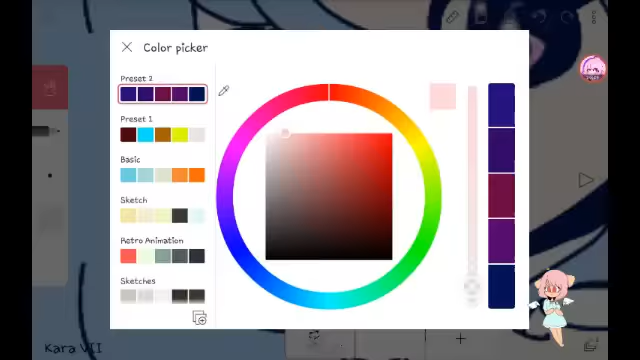 Color picker
Preset 2
Preset 1
Basic
Sketch
Retro Animation
Sketches
Kara VII